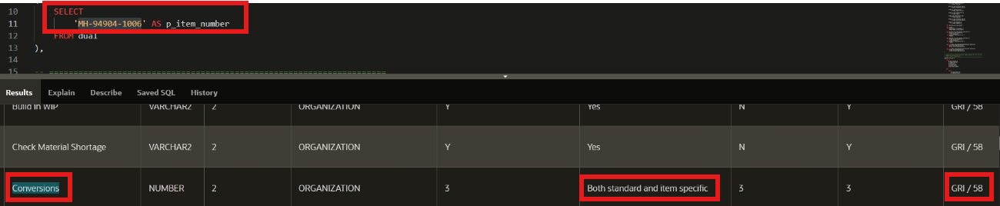 10 SELECT
11 'MH-94904-1006' AS p_item_number
12 FROM dual
13 ),
14
15 -- ====================================================================
Results Explain Describe Saved SQL History
Build in WIP VARCHAR2 2 ORGANIZATION Y Yes N Y GRI / 58
Check Material Shortage VARCHAR2 2 ORGANIZATION Y Yes N Y GRI / 58
Conversions NUMBER 2 ORGANIZATION 3 Both standard and item specific 3 3 GRI / 58